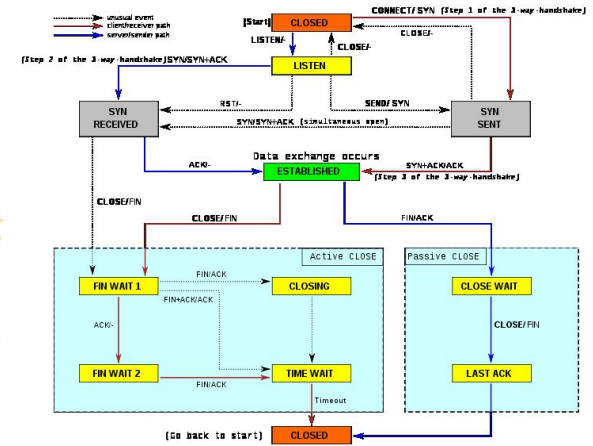 unusual event
client/receiver path
server/sender path
[Start]
CLOSED
CONNECT/ SYN (Step 1 of the 3-way-handshake)
LISTEN/-
CLOSE/-
CLOSE/-
(Step 2 of the 3-way-handshake) SYN/SYN+ACK
LISTEN
RST/-
SEND/ SYN
SYN
RECEIVED
SYN/SYN+ACK (simultaneous open)
SYN
SENT
Data exchange occurs
ACK/-
ESTABLISHED
SYN+ACK/ACK
(Step 3 of the 3-way-handshake)
CLOSE/FIN
CLOSE/FIN
FIN/ACK
Active CLOSE
Passive CLOSE
FIN WAIT 1
FIN/ACK
CLOSING
CLOSE WAIT
FIN+ACK/ACK
ACK/-
CLOSE/ FIN
FIN WAIT 2
FIN/ACK
TIME WAIT
LAST ACK
Timeout
(Go back to start)
CLOSED